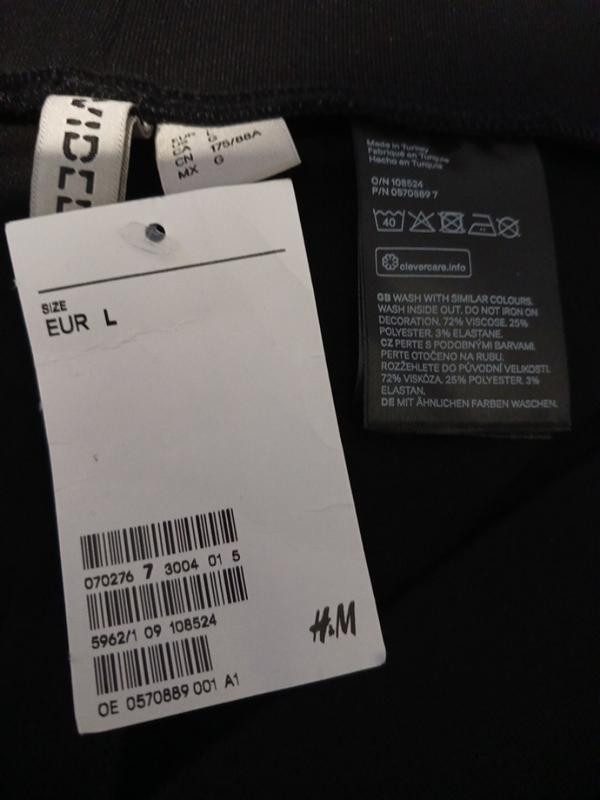 VIDED
EUR L
CA G
CN 175/88A
MX G
Made in Turkey
Fabriqué en Turquie
Hecho en Turquía
O/N 108524
P/N 0570889 7
40
clevercare.info
GB WASH WITH SIMILAR COLOURS.
WASH INSIDE OUT. DO NOT IRON ON
DECORATION. 72% VISCOSE. 25%
POLYESTER. 3% ELASTANE.
CZ PERTE S PODOBNÝMI BARVAMI.
PERTE OTOČENO NA RUBU.
ROZŽEHLETE DO PŮVODNÍ VELIKOSTI.
72% VISKÓZA. 25% POLYESTER. 3%
ELASTAN.
DE MIT ÄHNLICHEN FARBEN WASCHEN.
SIZE
EUR L
070276 7 3004 01 5
5962/1 09 108524
OE 0570889 001 A1
H&M